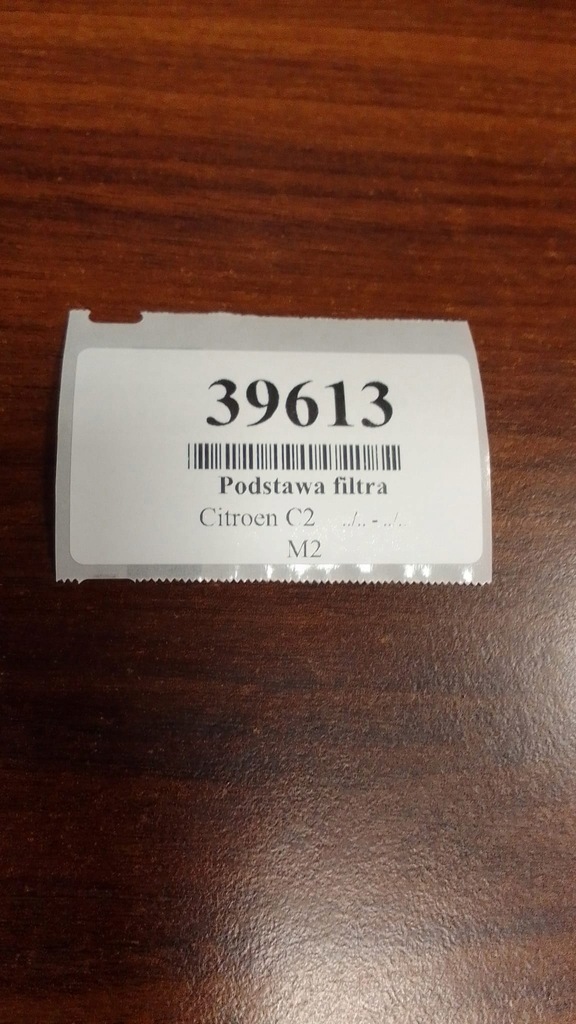 39613
Podstawa filtra
Citroen C2 ../.. - ../..
M2